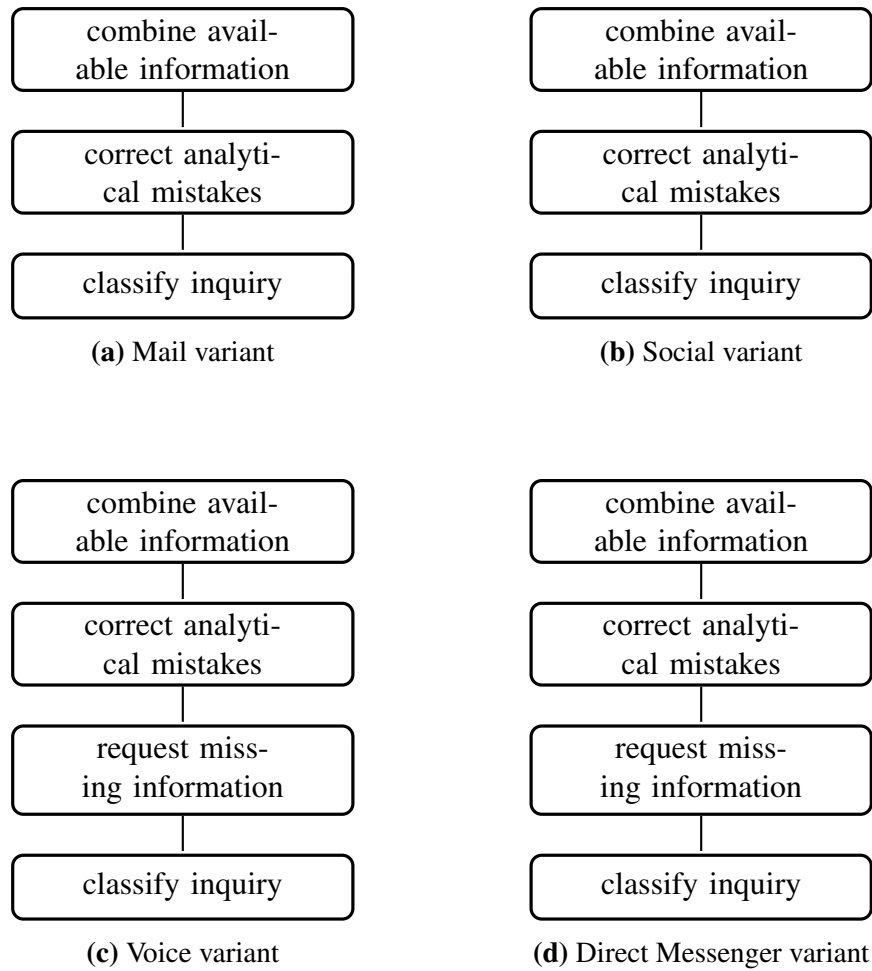 combine avail-
able information
correct analyti-
cal mistakes
classify inquiry
(a) Mail variant
combine avail-
able information
correct analyti-
cal mistakes
classify inquiry
(b) Social variant
combine avail-
able information
correct analyti-
cal mistakes
request miss-
ing information
classify inquiry
(c) Voice variant
combine avail-
able information
correct analyti-
cal mistakes
request miss-
ing information
classify inquiry
(d) Direct Messenger variant